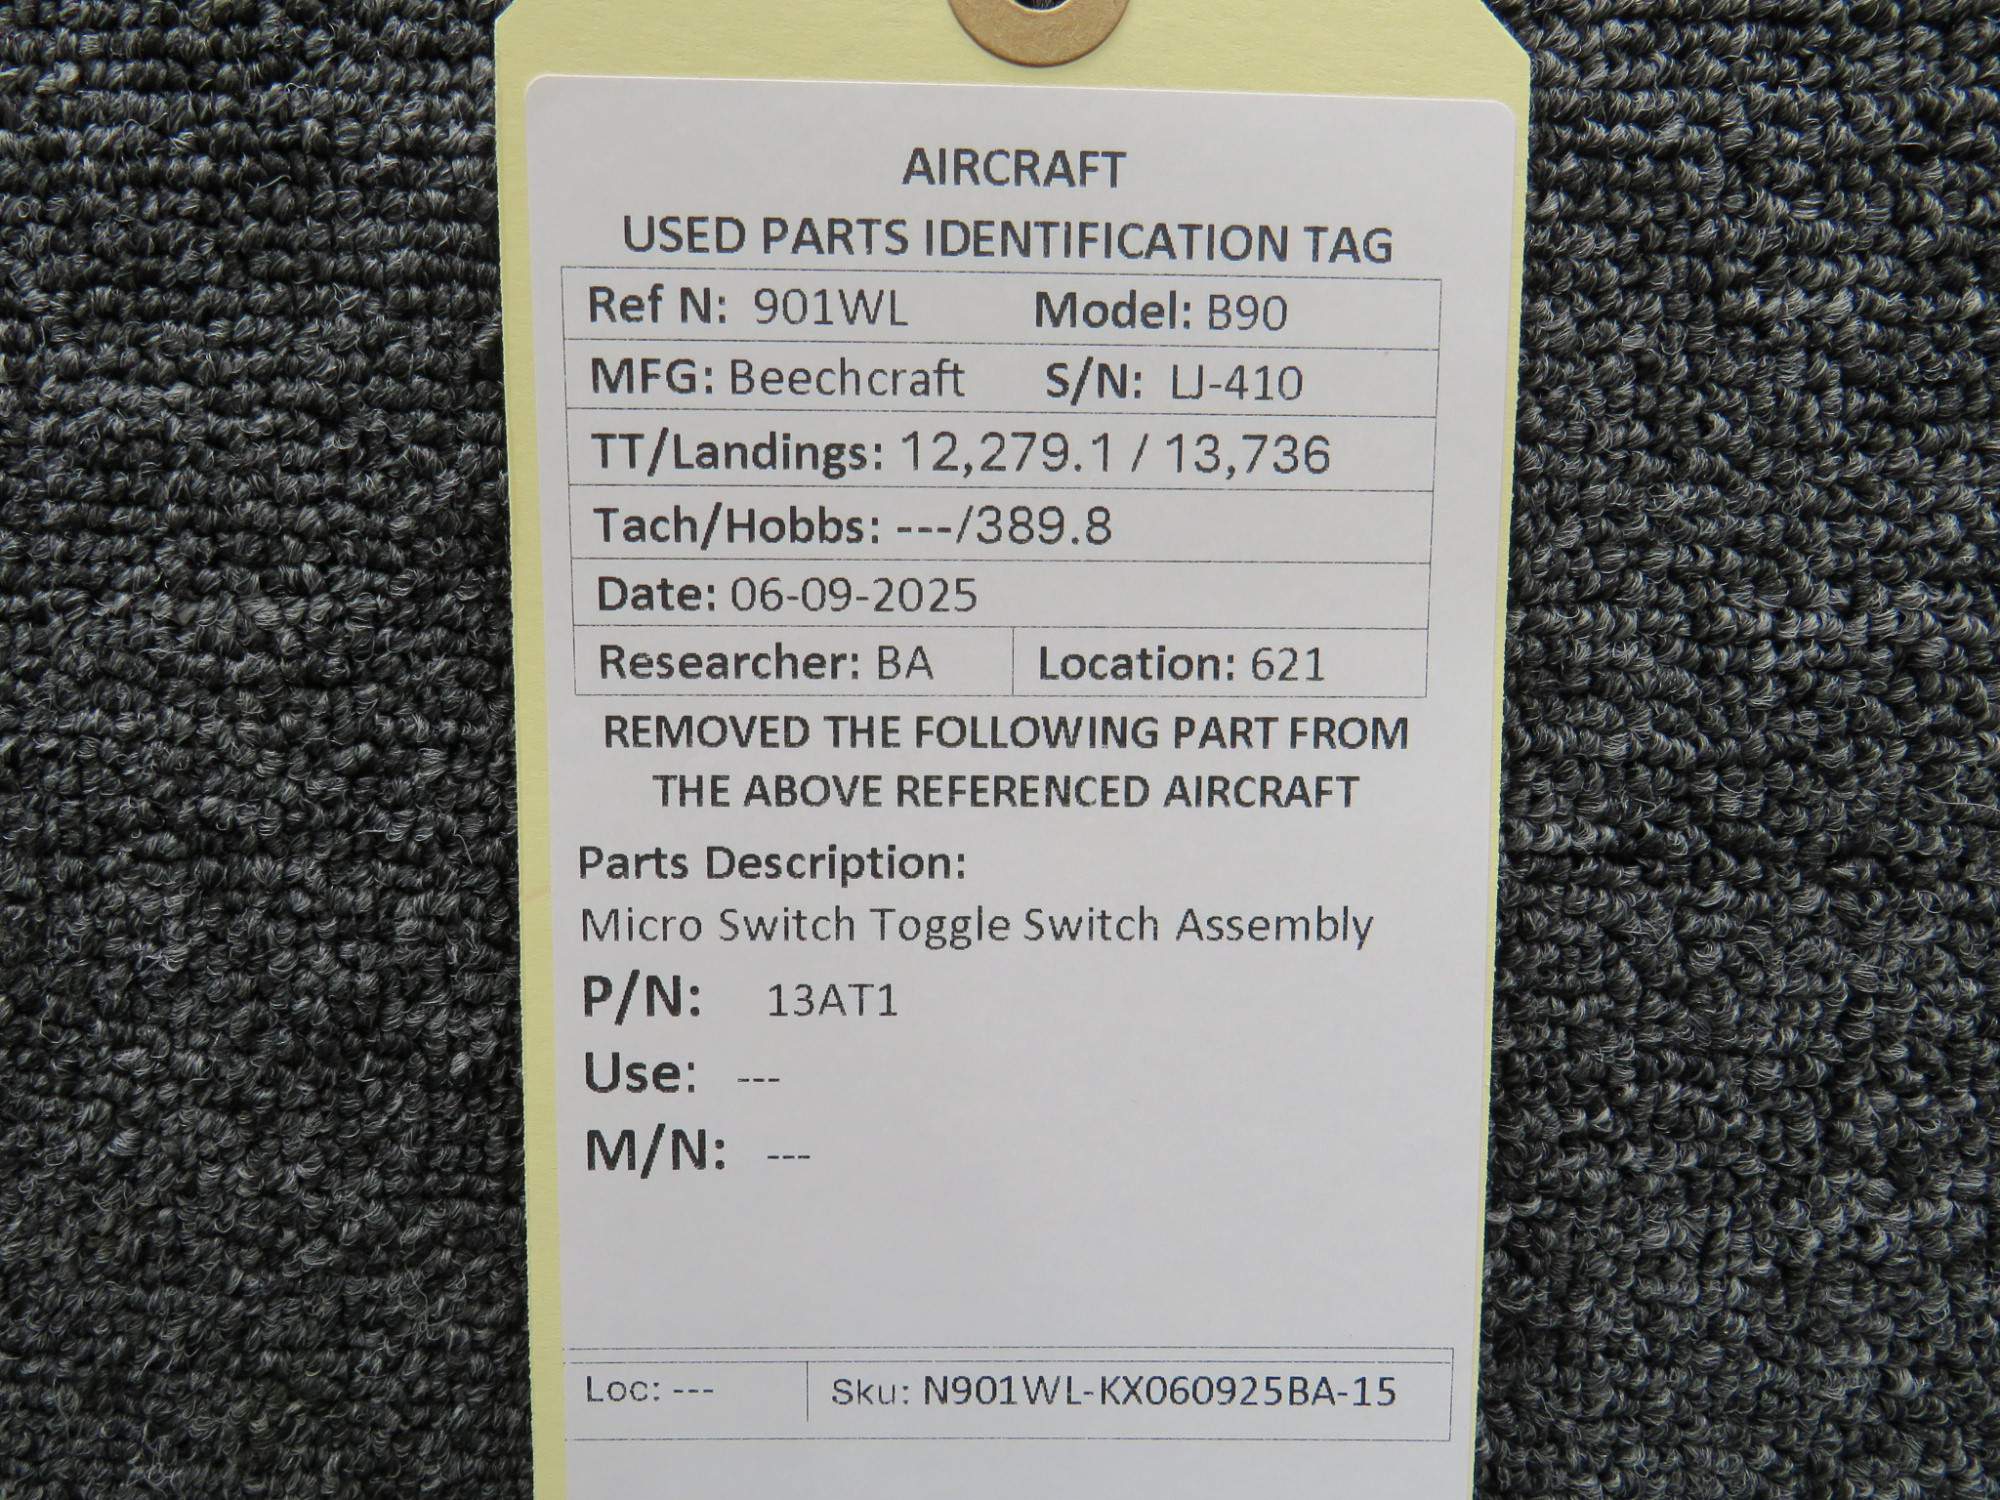 AIRCRAFT
USED PARTS IDENTIFICATION TAG
Ref N: 901WL Model: B90
MFG: Beechcraft S/N: LJ-410
TT/Landings: 12,279.1 / 13,736
Tach/Hobbs: ---/389.8
Date: 06-09-2025
Researcher: BA Location: 621
REMOVED THE FOLLOWING PART FROM
THE ABOVE REFERENCED AIRCRAFT
Parts Description:
Micro Switch Toggle Switch Assembly
P/N: 13AT1
Use: ---
M/N: ---
Loc: --- Sku: N901WL-KX060925BA-15